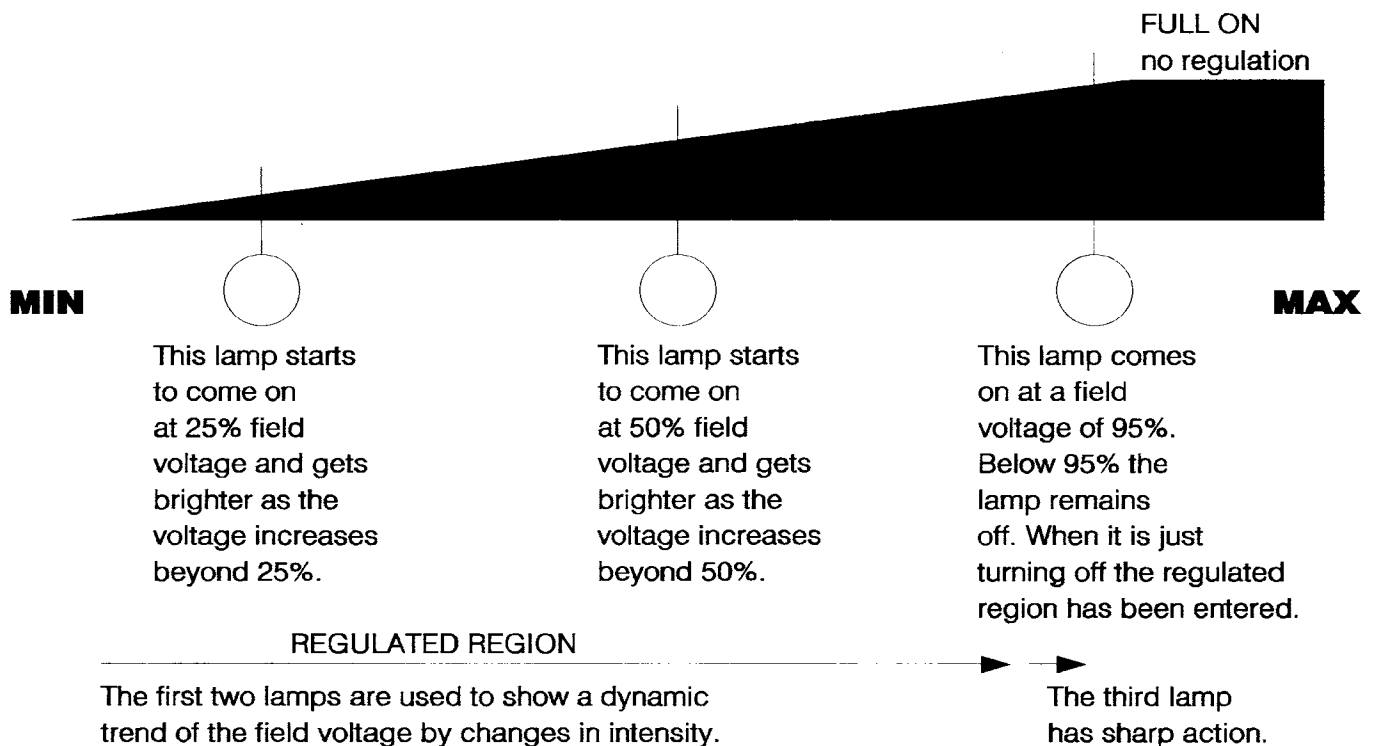 FULL ON
no regulation
MIN
MAX
This lamp starts
to come on
at 25% field
voltage and gets
brighter as the
voltage increases
beyond 25%.
This lamp starts
to come on
at 50% field
voltage and gets
brighter as the
voltage increases
beyond 50%.
This lamp comes
on at a field
voltage of 95%.
Below 95% the
lamp remains
off. When it is just
turning off the regulated
region has been entered.
REGULATED REGION
The first two lamps are used to show a dynamic
trend of the field voltage by changes in intensity.
The third lamp
has sharp action.